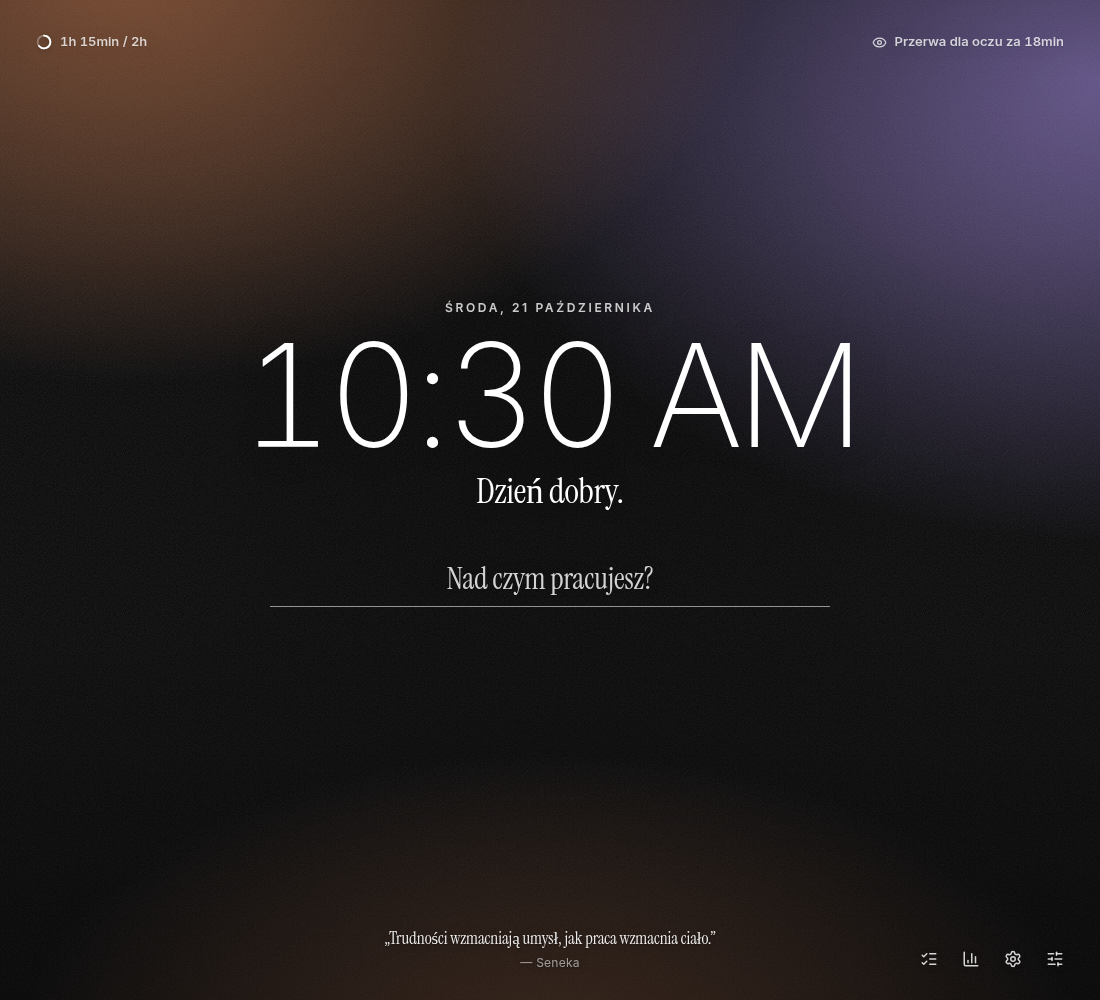 1h 15min / 2h
Przerwa dla oczu za 18min
ŚRODA, 21 PAŹDZIERNIKA
10:30 AM
Dzień dobry.
Nad czym pracujesz?
„Trudności wzmacniają umysł, jak praca wzmacnia ciało.”
— Seneka